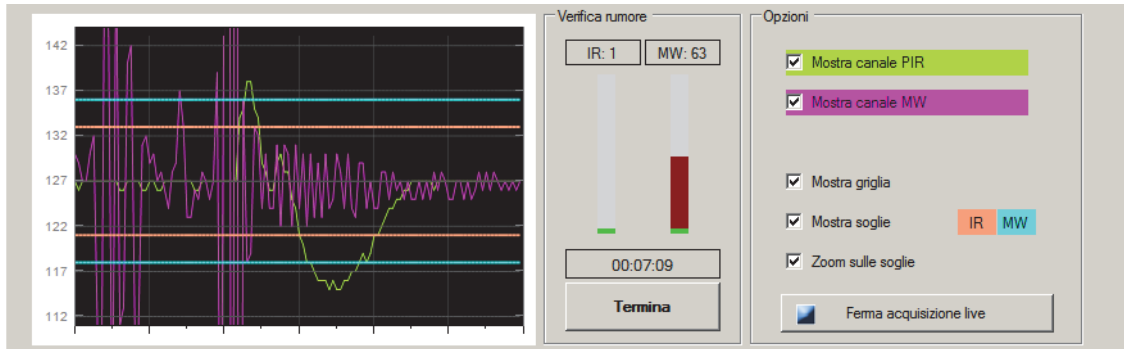 142
137
132
127
122
117
112
Verifica rumore
IR: 1
MW: 63
00:07:09
Termina
Opzioni
Mostra canale PIR
Mostra canale MW
Mostra griglia
Mostra soglie
IR MW
Zoom sulle soglie
Ferma acquisizione live